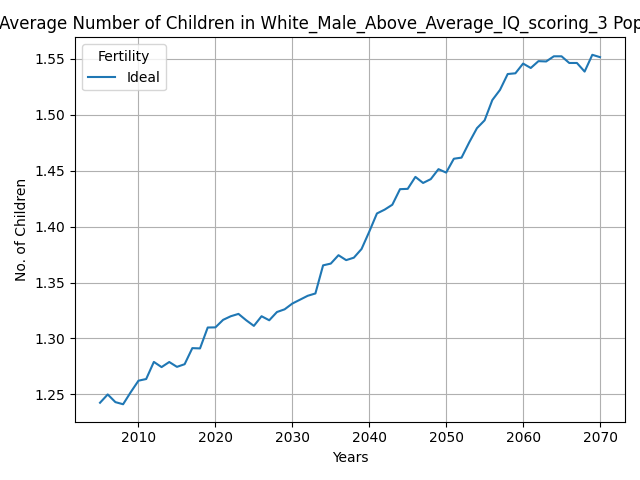 Average Number of Children in White_Male_Above_Average_IQ_scoring_3 Pop
Fertility
Ideal
No. of Children
1.55
1.50
1.45
1.40
1.35
1.30
1.25
2010 2020 2030 2040 2050 2060 2070
Years